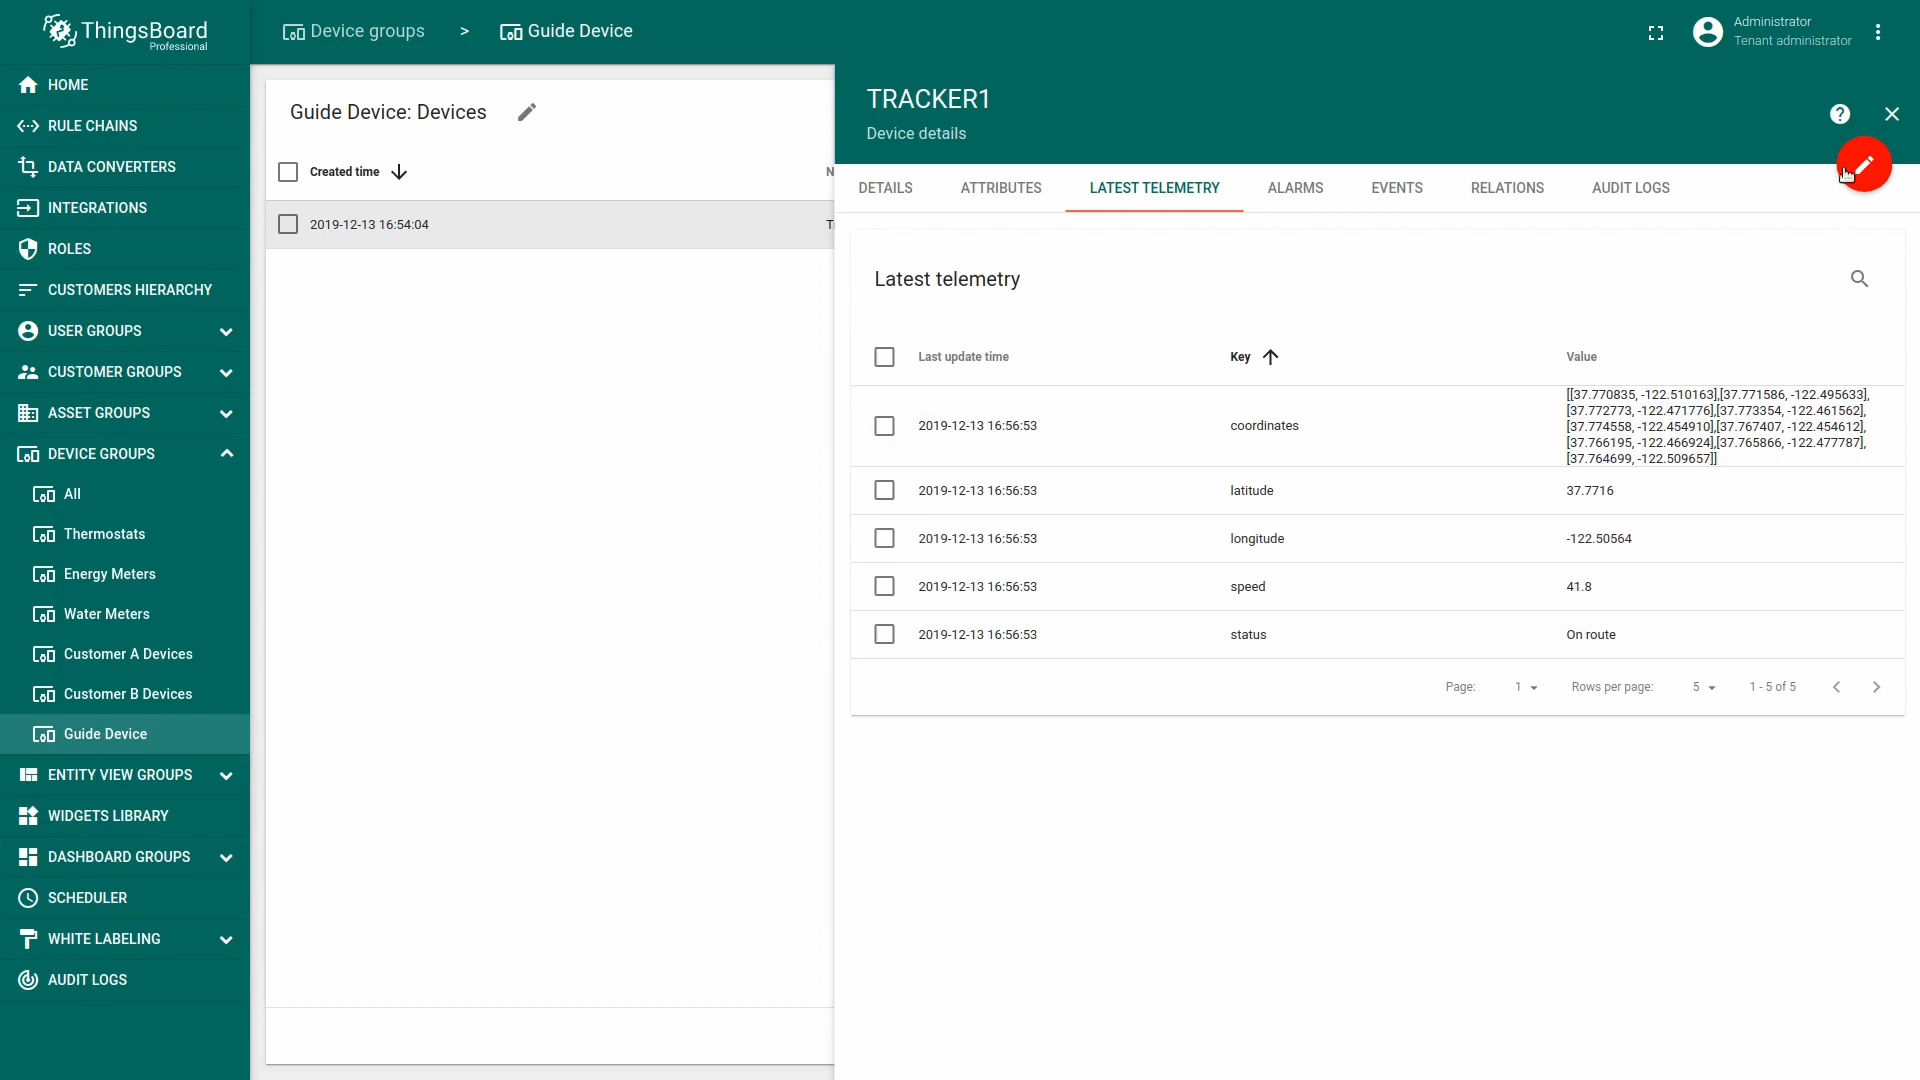 ThingsBoard
Professional
Device groups > Guide Device
Administrator
Tenant administrator
HOME
RULE CHAINS
DATA CONVERTERS
INTEGRATIONS
ROLES
CUSTOMERS HIERARCHY
USER GROUPS
CUSTOMER GROUPS
ASSET GROUPS
DEVICE GROUPS
All
Thermostats
Energy Meters
Water Meters
Customer A Devices
Customer B Devices
Guide Device
ENTITY VIEW GROUPS
WIDGETS LIBRARY
DASHBOARD GROUPS
SCHEDULER
WHITE LABELING
AUDIT LOGS
Guide Device: Devices
Created time
2019-12-13 16:54:04
TRACKER1
Device details
DETAILS ATTRIBUTES LATEST TELEMETRY ALARMS EVENTS RELATIONS AUDIT LOGS
Latest telemetry
Last update time Key Value
2019-12-13 16:56:53 coordinates [[37.770835, -122.510163],[37.771586, -122.495633],
[37.772773, -122.471776],[37.773354, -122.461562],
[37.774558, -122.454910],[37.767407, -122.454612],
[37.766195, -122.466924],[37.765866, -122.477787],
[37.764699, -122.509657]]
2019-12-13 16:56:53 latitude 37.7716
2019-12-13 16:56:53 longitude -122.50564
2019-12-13 16:56:53 speed 41.8
2019-12-13 16:56:53 status On route
Page: 1 Rows per page: 5 1 - 5 of 5